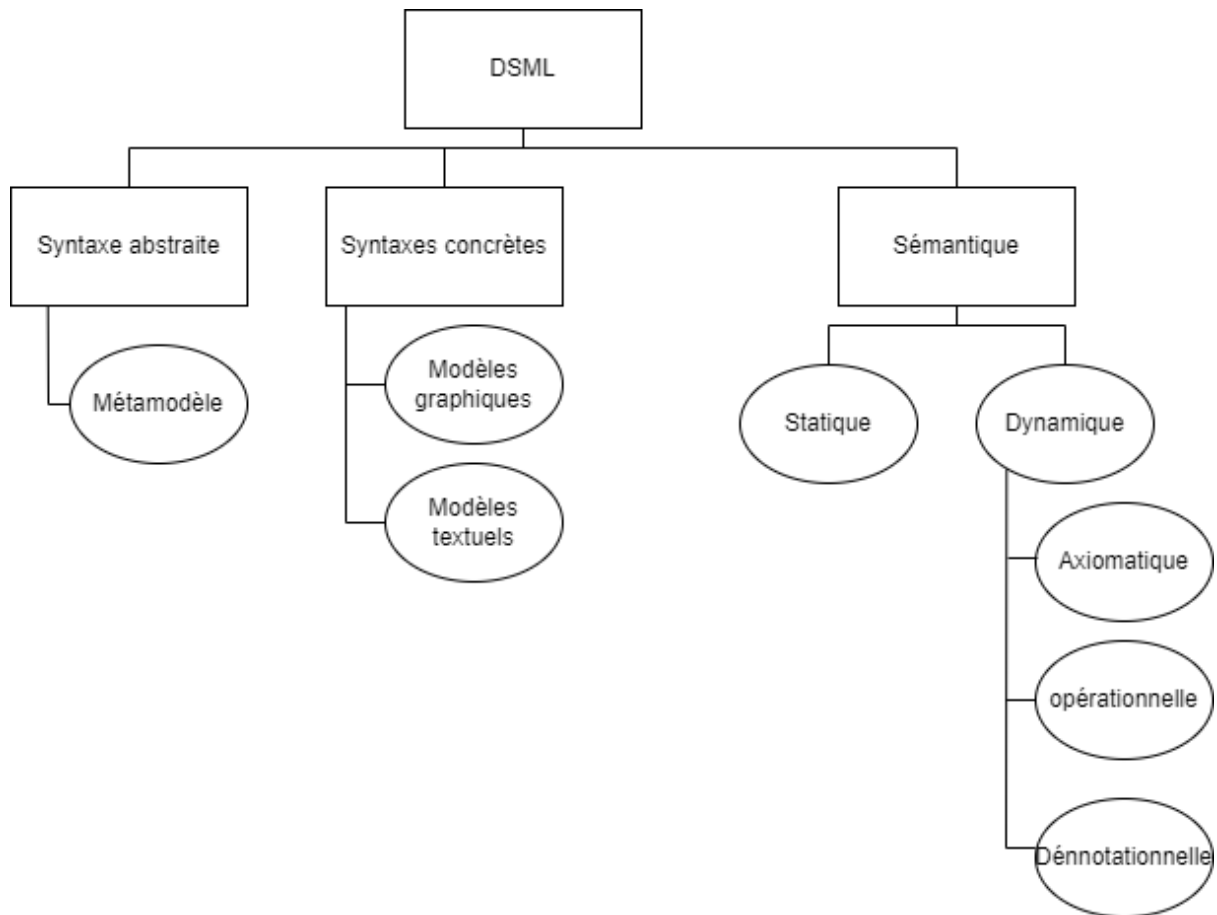 DSML
Syntaxe abstraite
Syntaxes concrètes
Sémantique
Métamodèle
Modèles
graphiques
Modèles
textuels
Statique
Dynamique
Axiomatique
opérationnelle
Dénnotationnelle